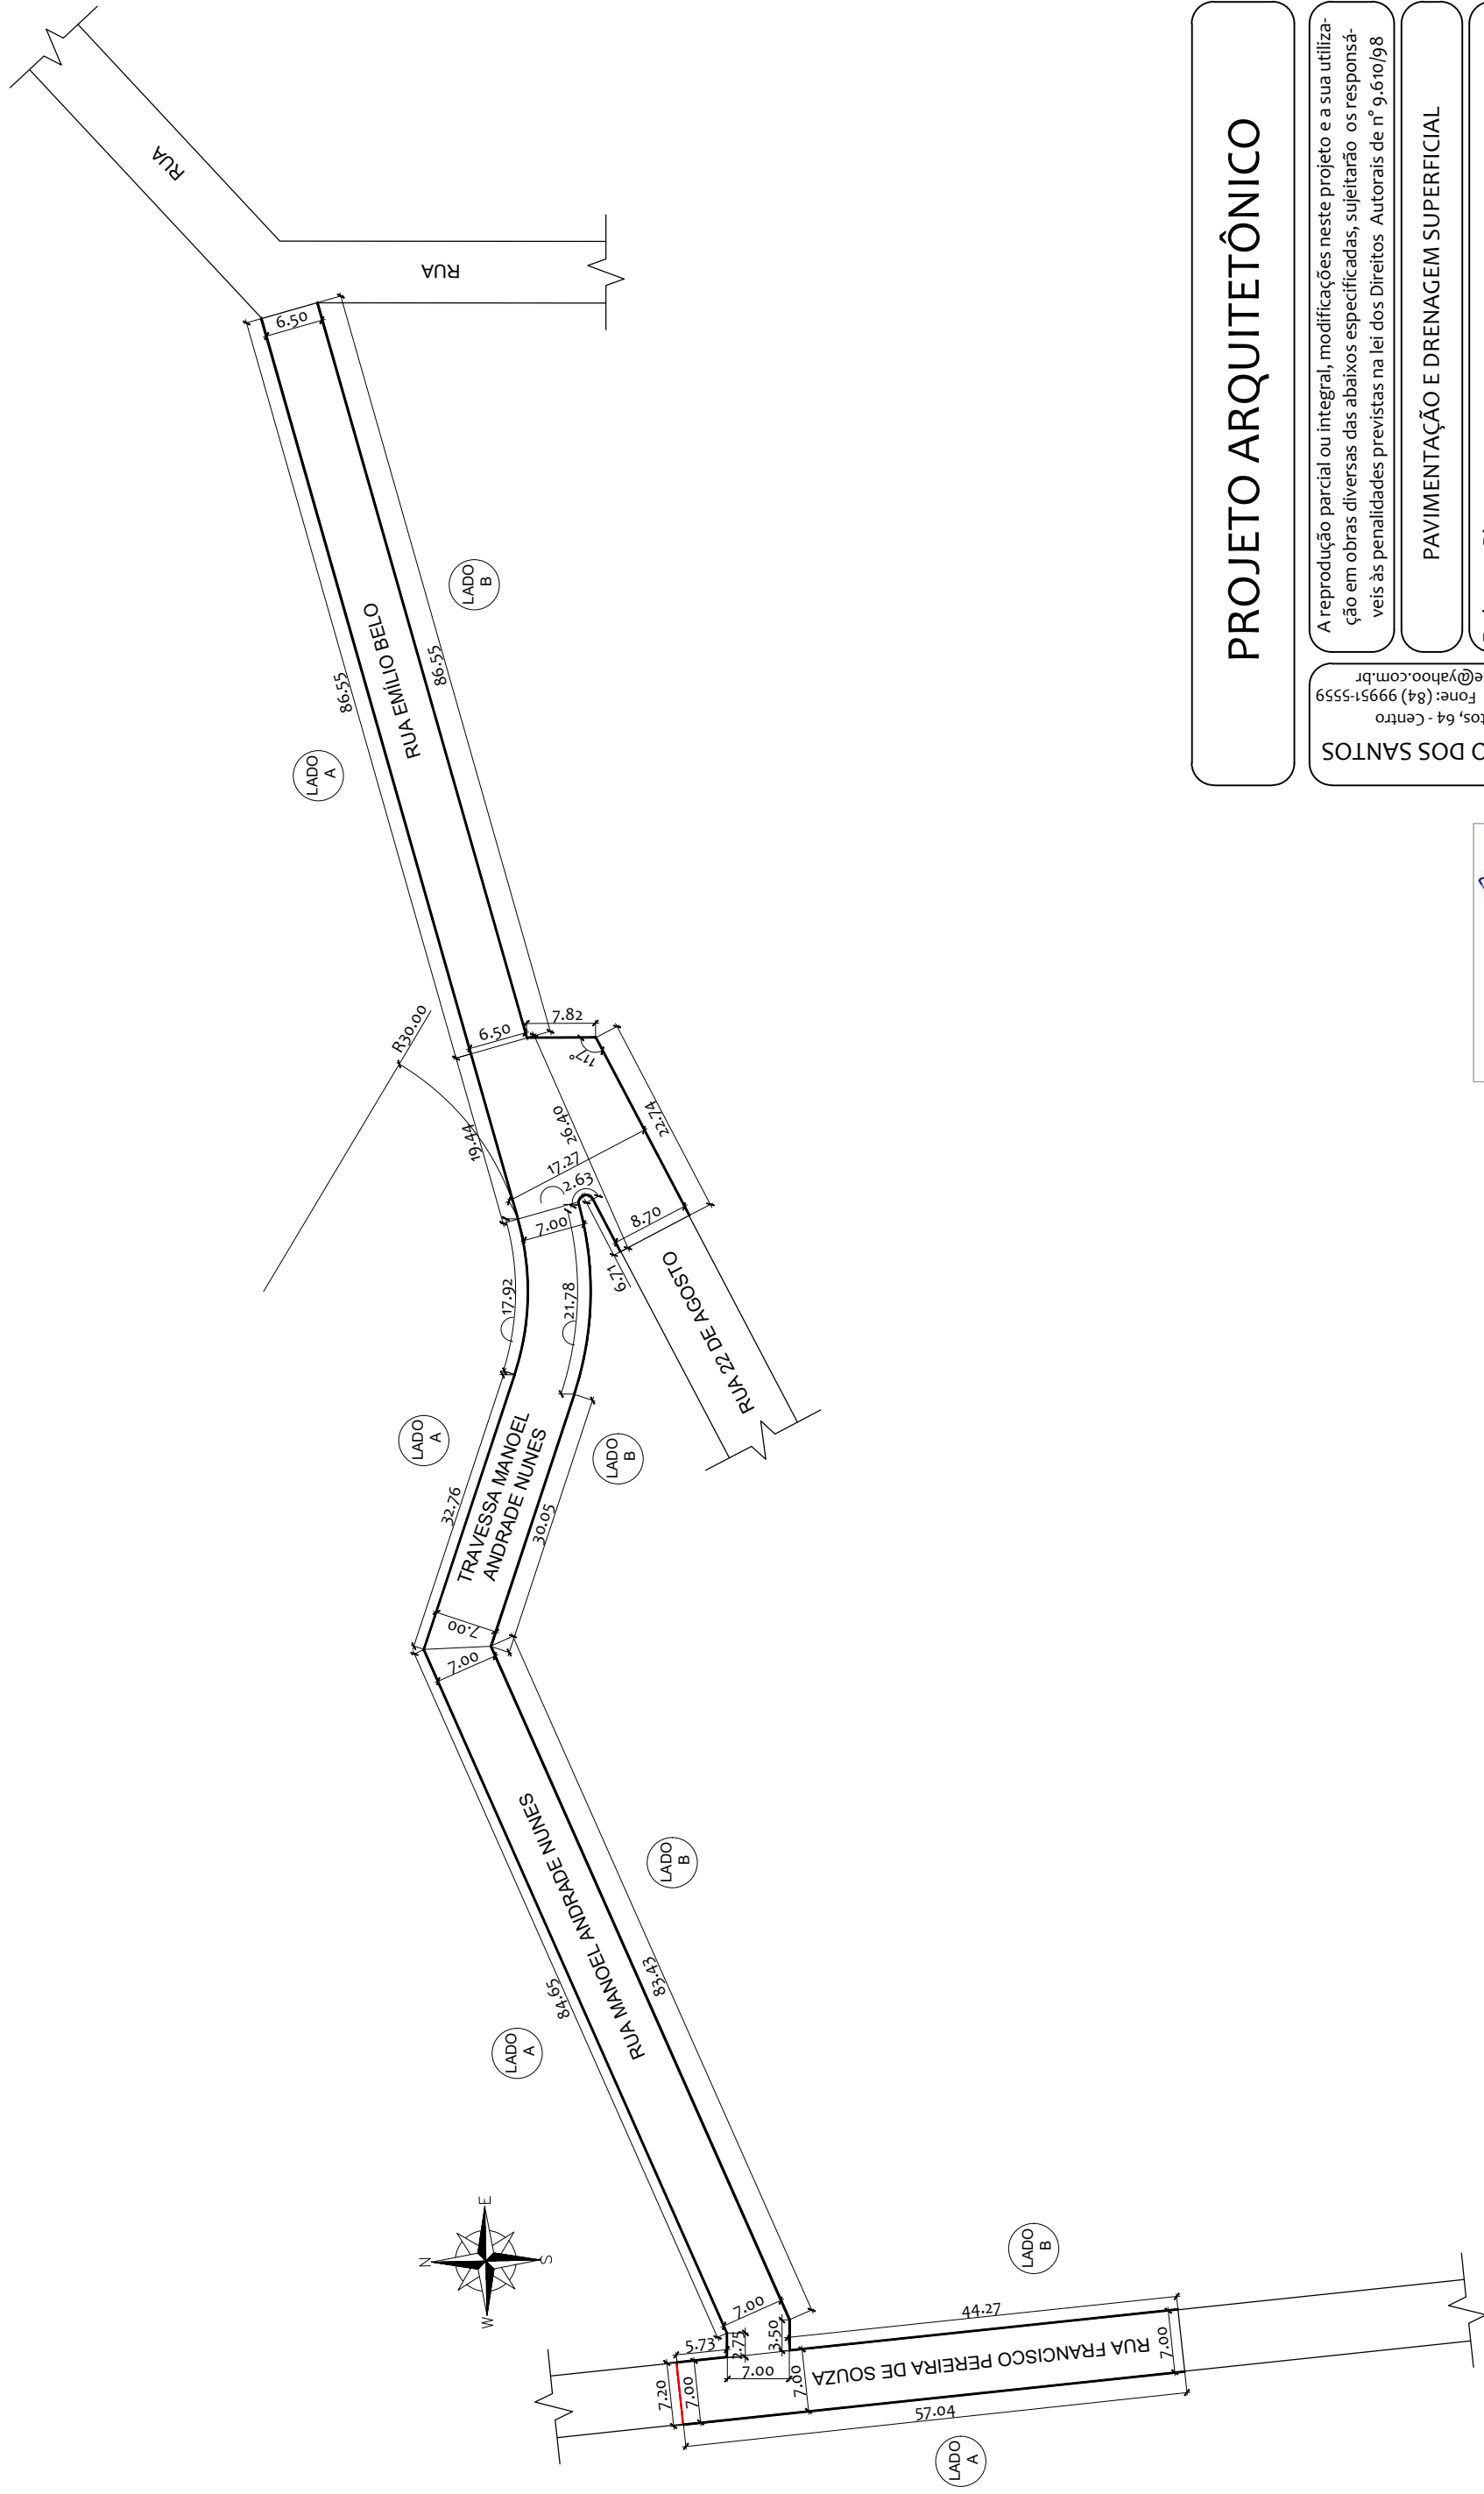 RUA
RUA
6.50
86.55
LADO
A
RUA EMÍLIO BELO
LADO
B
86.55
R30.00
6.50
7.82
117°
19.44
26.40
22.74
17.27
2.63
7.00
8.70
6.71
17.92
21.78
RUA 22 DE AGOSTO
LADO
A
LADO
B
32.76
TRAVESSA MANOEL
ANDRADE NUNES
30.05
7.00
7.00
RUA MANOEL ANDRADE NUNES
LADO
B
84.65
83.43
LADO
A
N
E
S
W
7.00
5.73
2.75
3.50
7.00
7.20
7.00
7.00
LADO
B
44.27
RUA FRANCISCO PEREIRA DE SOUZA
7.00
57.04
LADO
A
PROJETO ARQUITETÔNICO
A reprodução parcial ou integral, modificações neste projeto e a sua utiliza-
ção em obras diversas das abaixos especificadas, sujeitarão os responsá-
veis às penalidades previstas na lei dos Direitos Autorais de n° 9.610/98
PAVIMENTAÇÃO E DRENAGEM SUPERFICIAL
O DOS SANTOS
tos, 64 - Centro
Fone: (84) 99951-5559
e@yahoo.com.br